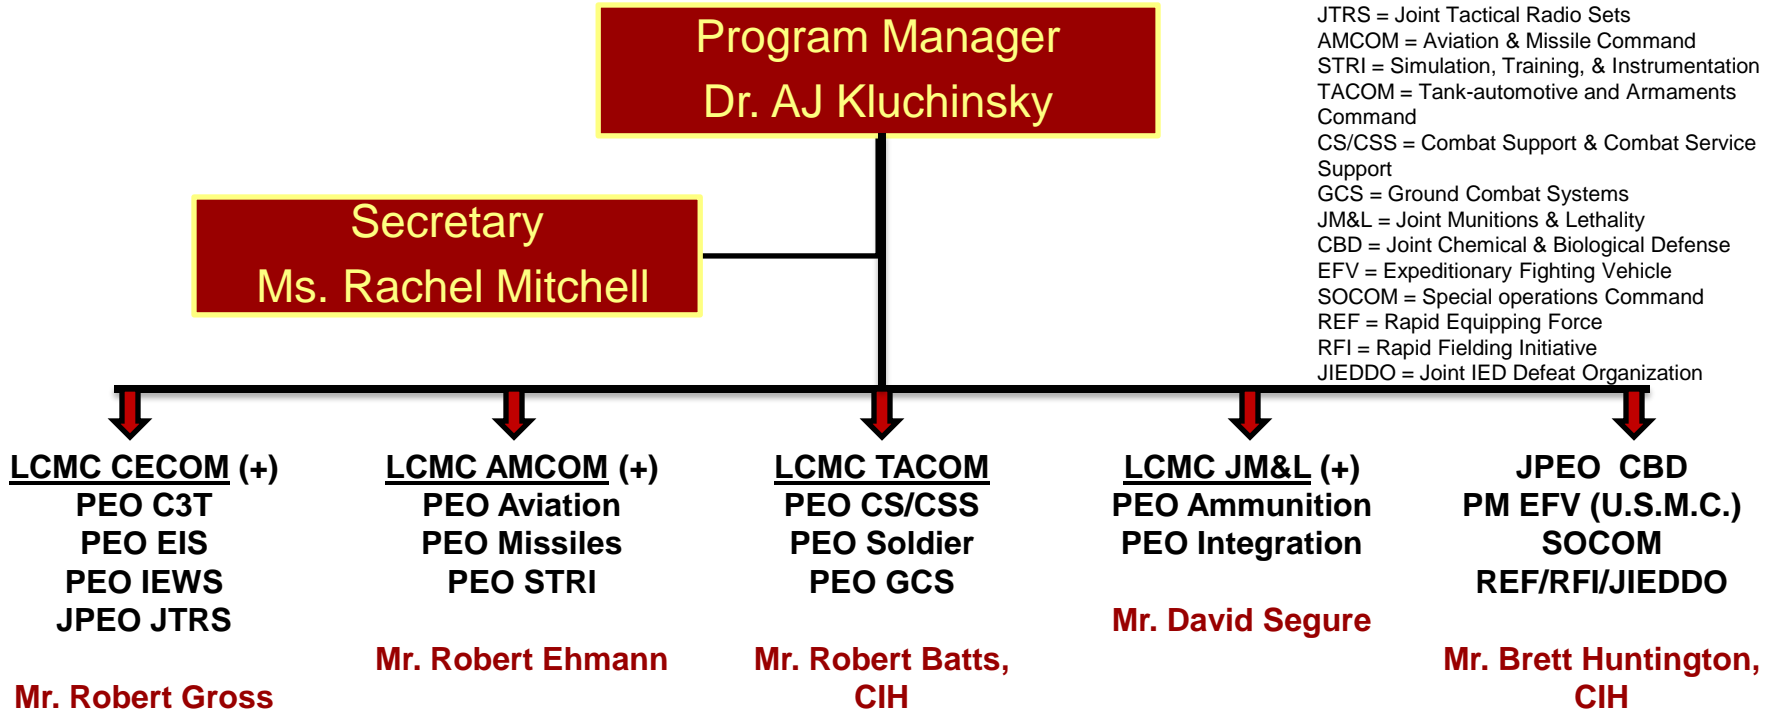 Program Manager
Dr. AJ Kluchinsky
JTRS = Joint Tactical Radio Sets
AMCOM = Aviation & Missile Command
STRI = Simulation, Training, & Instrumentation
TACOM = Tank-automotive and Armaments
Command
CS/CSS = Combat Support & Combat Service
Support
GCS = Ground Combat Systems
JM&L = Joint Munitions & Lethality
CBD = Joint Chemical & Biological Defense
EFV = Expeditionary Fighting Vehicle
SOCOM = Special operations Command
REF = Rapid Equipping Force
RFI = Rapid Fielding Initiative
JIEDDO = Joint IED Defeat Organization
Secretary
Ms. Rachel Mitchell
LCMC CECOM (+)
PEO C3T
PEO EIS
PEO IEWS
JPEO JTRS
Mr. Robert Gross
LCMC AMCOM (+)
PEO Aviation
PEO Missiles
PEO STRI
Mr. Robert Ehmann
LCMC TACOM
PEO CS/CSS
PEO Soldier
PEO GCS
Mr. Robert Batts,
CIH
LCMC JM&L (+)
PEO Ammunition
PEO Integration
Mr. David Segure
JPEO CBD
PM EFV (U.S.M.C.)
SOCOM
REF/RFI/JIEDDO
Mr. Brett Huntington,
CIH